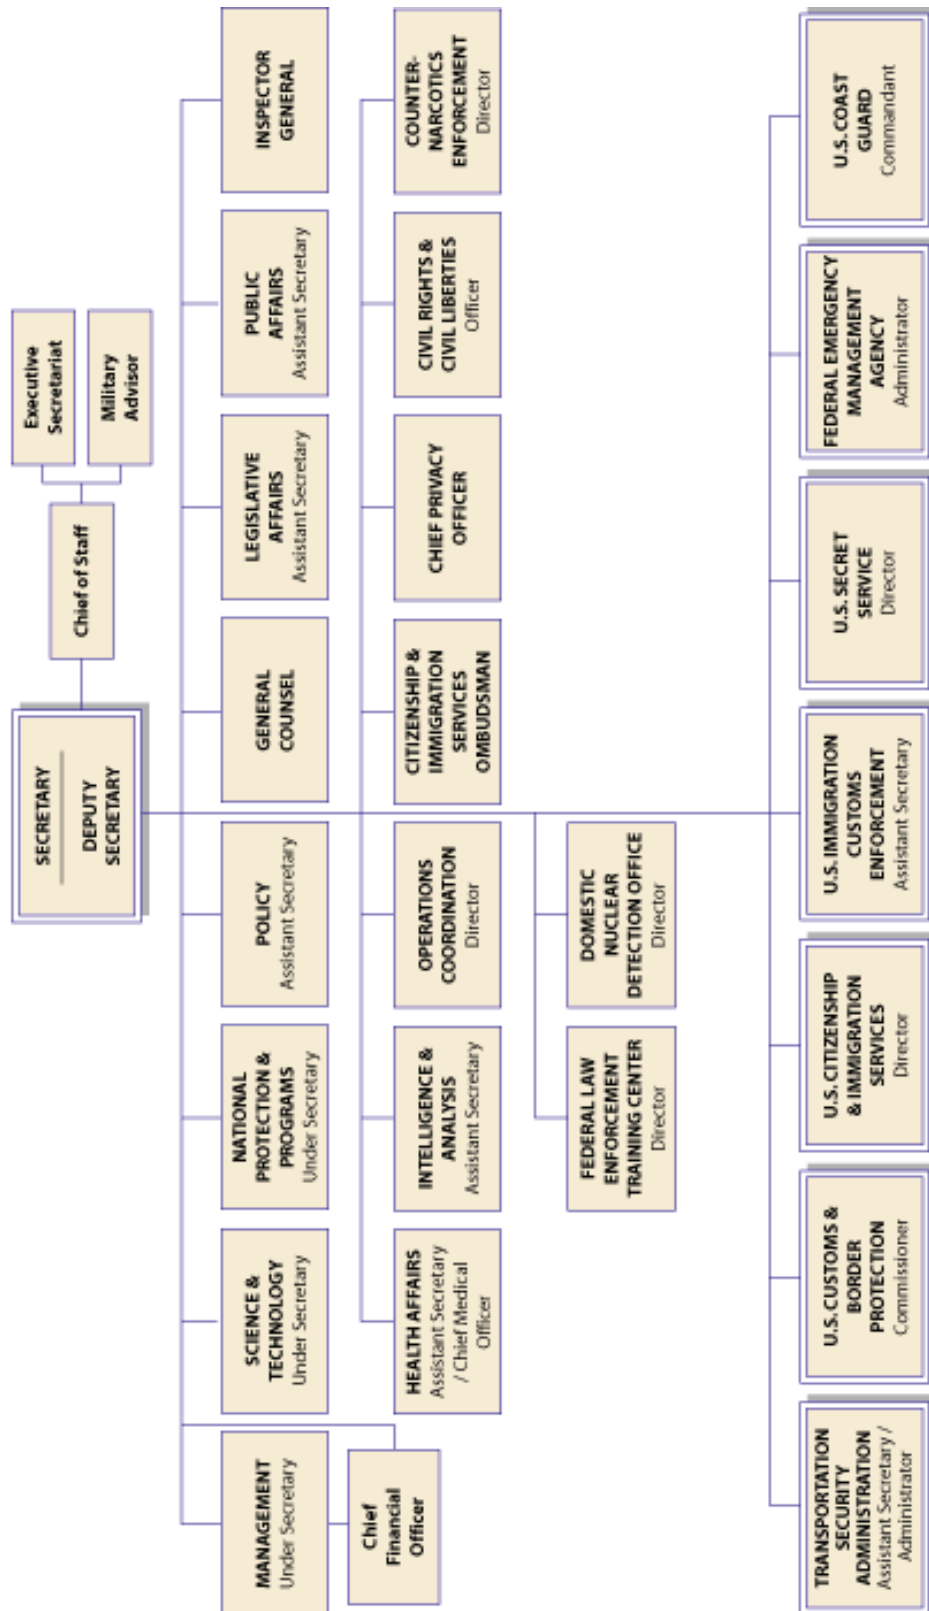 SECRETARY
DEPUTY
SECRETARY
Chief of Staff
Executive
Secretariat
Military
Advisor
MANAGEMENT
Under Secretary
Chief
Financial
Officer
SCIENCE &
TECHNOLOGY
Under Secretary
NATIONAL
PROTECTION &
PROGRAMS
Under Secretary
POLICY
Assistant Secretary
GENERAL
COUNSEL
LEGISLATIVE
AFFAIRS
Assistant Secretary
PUBLIC
AFFAIRS
Assistant Secretary
INSPECTOR
GENERAL
HEALTH AFFAIRS
Assistant Secretary
/ Chief Medical
Officer
INTELLIGENCE &
ANALYSIS
Assistant Secretary
OPERATIONS
COORDINATION
Director
CITIZENSHIP &
IMMIGRATION
SERVICES
OMBUDSMAN
CHIEF PRIVACY
OFFICER
CIVIL RIGHTS &
CIVIL LIBERTIES
Officer
COUNTER-
NARCOTICS
ENFORCEMENT
Director
FEDERAL LAW
ENFORCEMENT
TRAINING CENTER
Director
DOMESTIC
NUCLEAR
DETECTION OFFICE
Director
TRANSPORTATION
SECURITY
ADMINISTRATION
Assistant Secretary /
Administrator
U.S. CUSTOMS &
BORDER
PROTECTION
Commissioner
U.S. CITIZENSHIP
& IMMIGRATION
SERVICES
Director
U.S. IMMIGRATION
CUSTOMS
ENFORCEMENT
Assistant Secretary
U.S. SECRET
SERVICE
Director
FEDERAL EMERGENCY
MANAGEMENT
AGENCY
Administrator
U.S. COAST
GUARD
Commandant